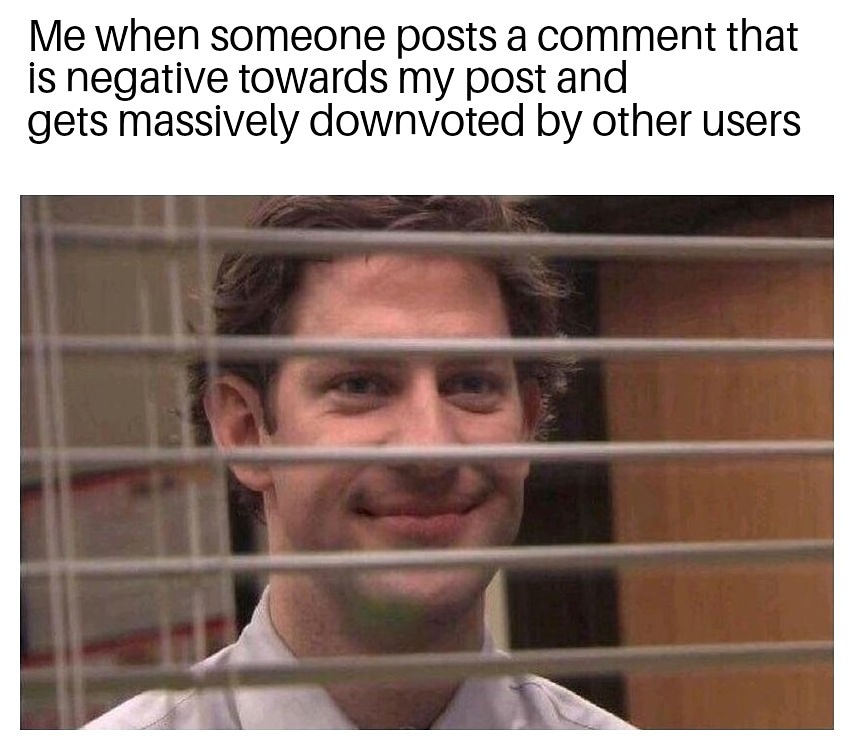 Me when someone posts a comment that
is negative towards my post and
gets massively downvoted by other users